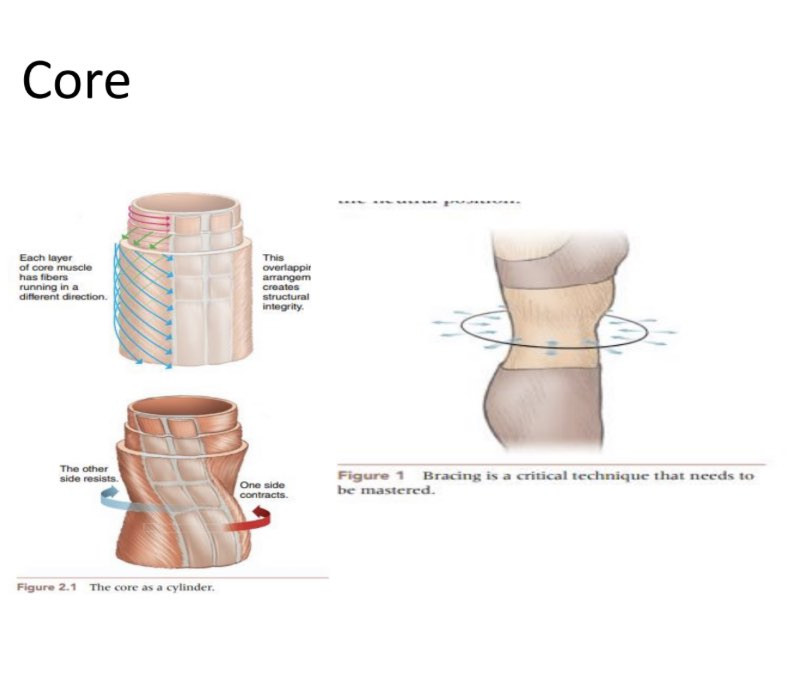 Core
Each layer
of core muscle
has fibers
running in a
different direction.
This
overlappir
arrangem
creates
structural
integrity.
The other
side resists.
One side
contracts.
Figure 2.1 The core as a cylinder.
Figure 1 Bracing is a critical technique that needs to
be mastered.